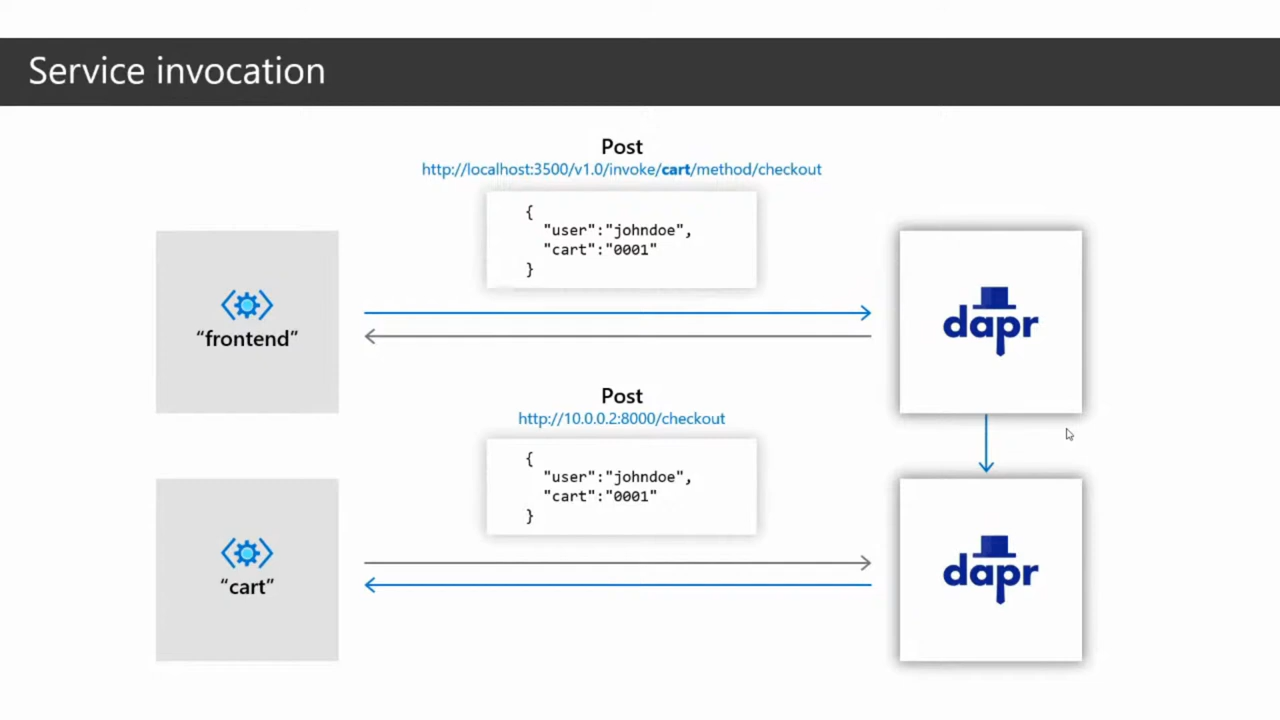 Service invocation
Post
http://localhost:3500/v1.0/invoke/cart/method/checkout
{
"user":"johndoe",
"cart":"0001"
}
“frontend”
dapr
Post
http://10.0.0.2:8000/checkout
{
"user":"johndoe",
"cart":"0001"
}
“cart”
dapr